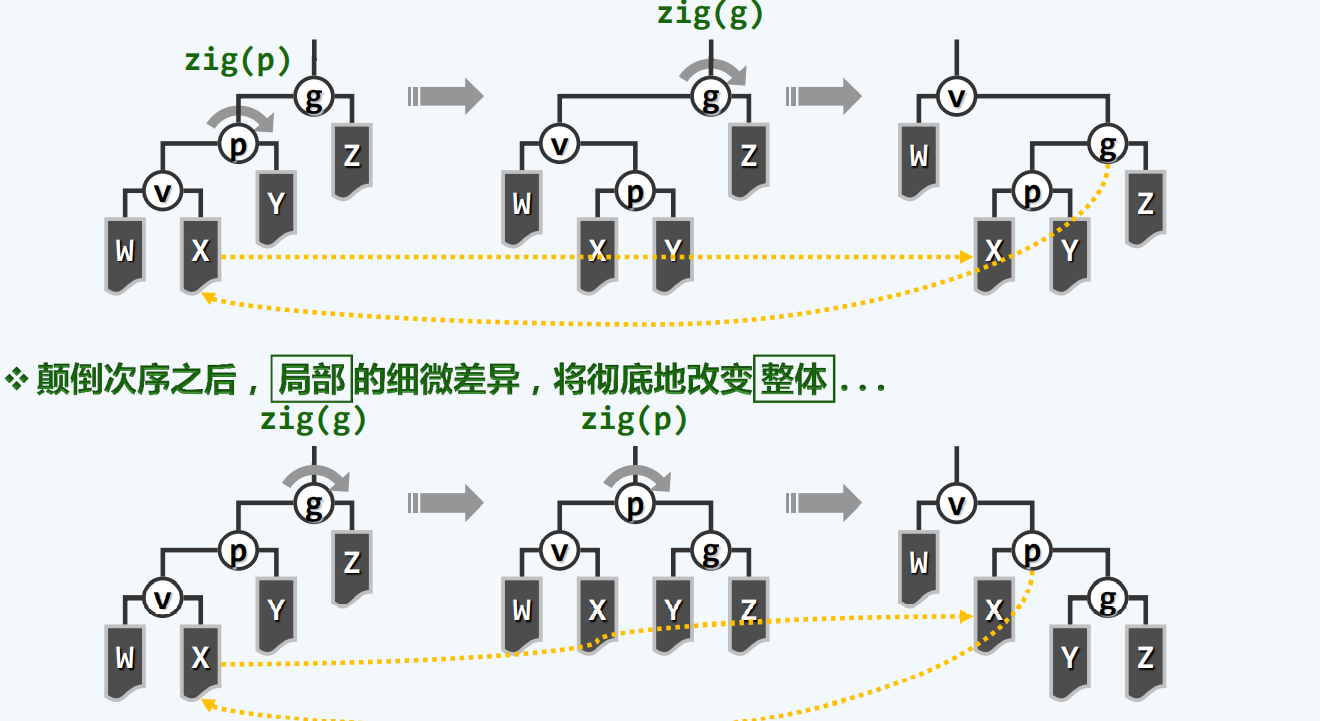 zig(g)
zig(p)
g g v
p Z v Z W g
v Y W p p Z
W X X Y X Y
❖ 颠倒次序之后，局部的细微差异，将彻底地改变整体...
zig(g) zig(p)
g p v
p Z v g W p
v Y W X Y Z X g
W X Y Z